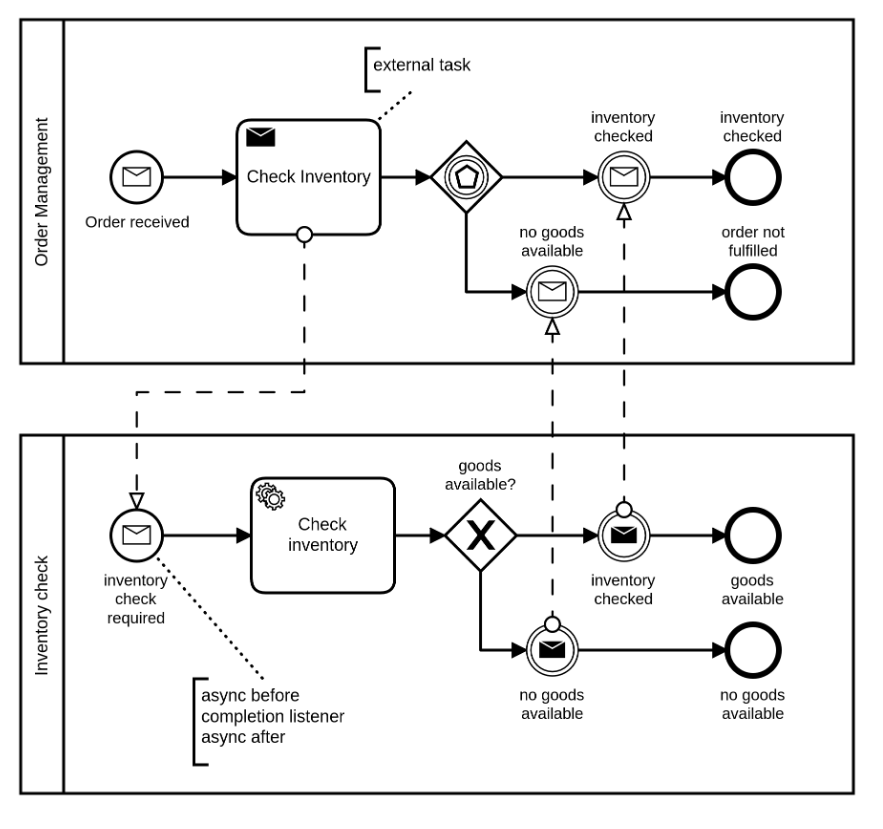 Order Management
external task
Order received
Check Inventory
inventory
checked
inventory
checked
no goods
available
order not
fulfilled
Inventory check
inventory
check
required
Check
inventory
goods
available?
inventory
checked
goods
available
no goods
available
no goods
available
async before
completion listener
async after